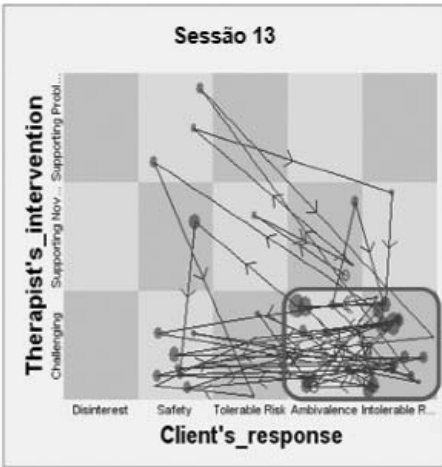 Sessão 13
Therapist's_intervention
Supporting Probl...
Supporting Nov ...
Challenging
Disinterest Safety Tolerable Risk Ambivalence Intolerable R...
Client's_response